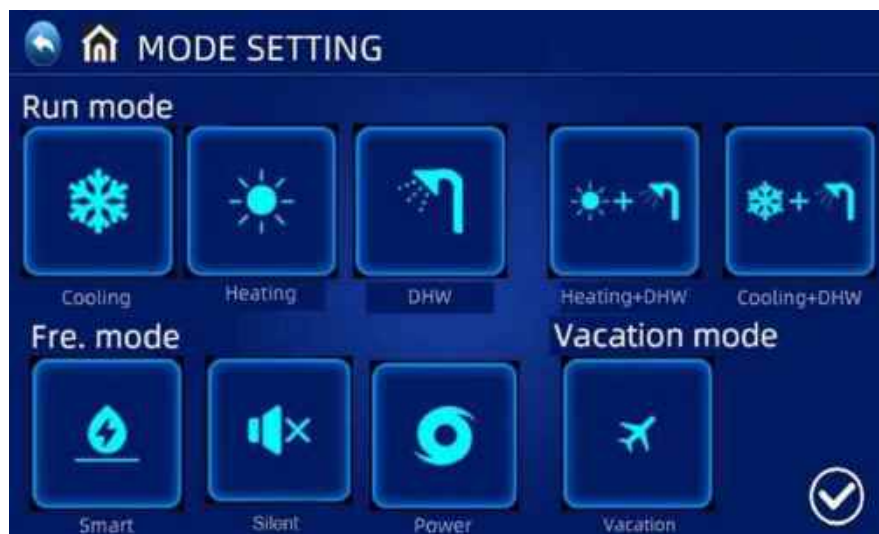 MODE SETTING
Run mode
Cooling
Heating
DHW
Heating+DHW
Cooling+DHW
Fre. mode
Vacation mode
Smart
Silent
Power
Vacation